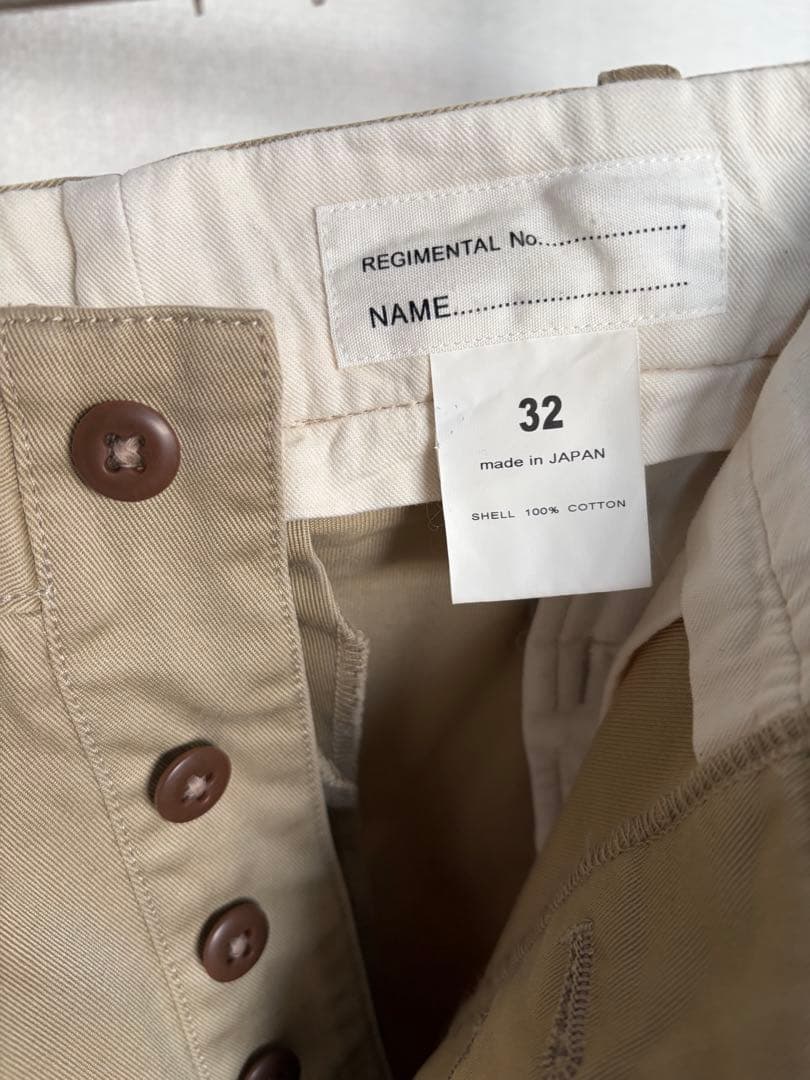 REGIMENTAL No.....................
NAME..............................
32
made in JAPAN
SHELL 100% COTTON